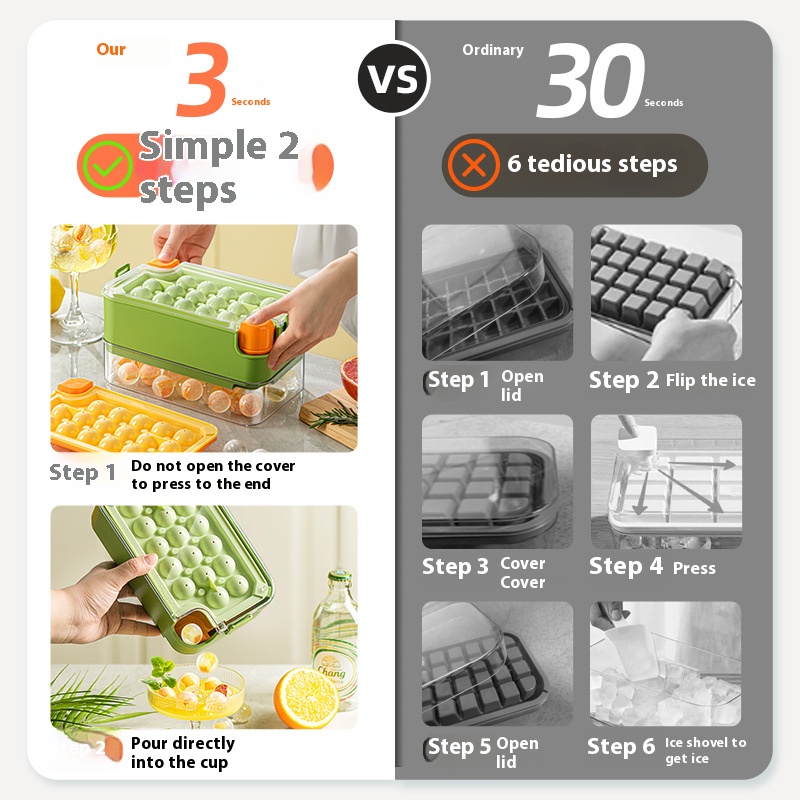 Our
3
Seconds
Simple 2
steps
Step 1
Do not open the cover
to press to the end
Chang
Step 2
Pour directly
into the cup
VS
Ordinary
30
Seconds
6 tedious steps
Step 1
Open
lid
Step 2
Flip the ice
Step 3
Cover
Cover
Step 4
Press
Step 5
Open
lid
Step 6
Ice shovel to
get ice